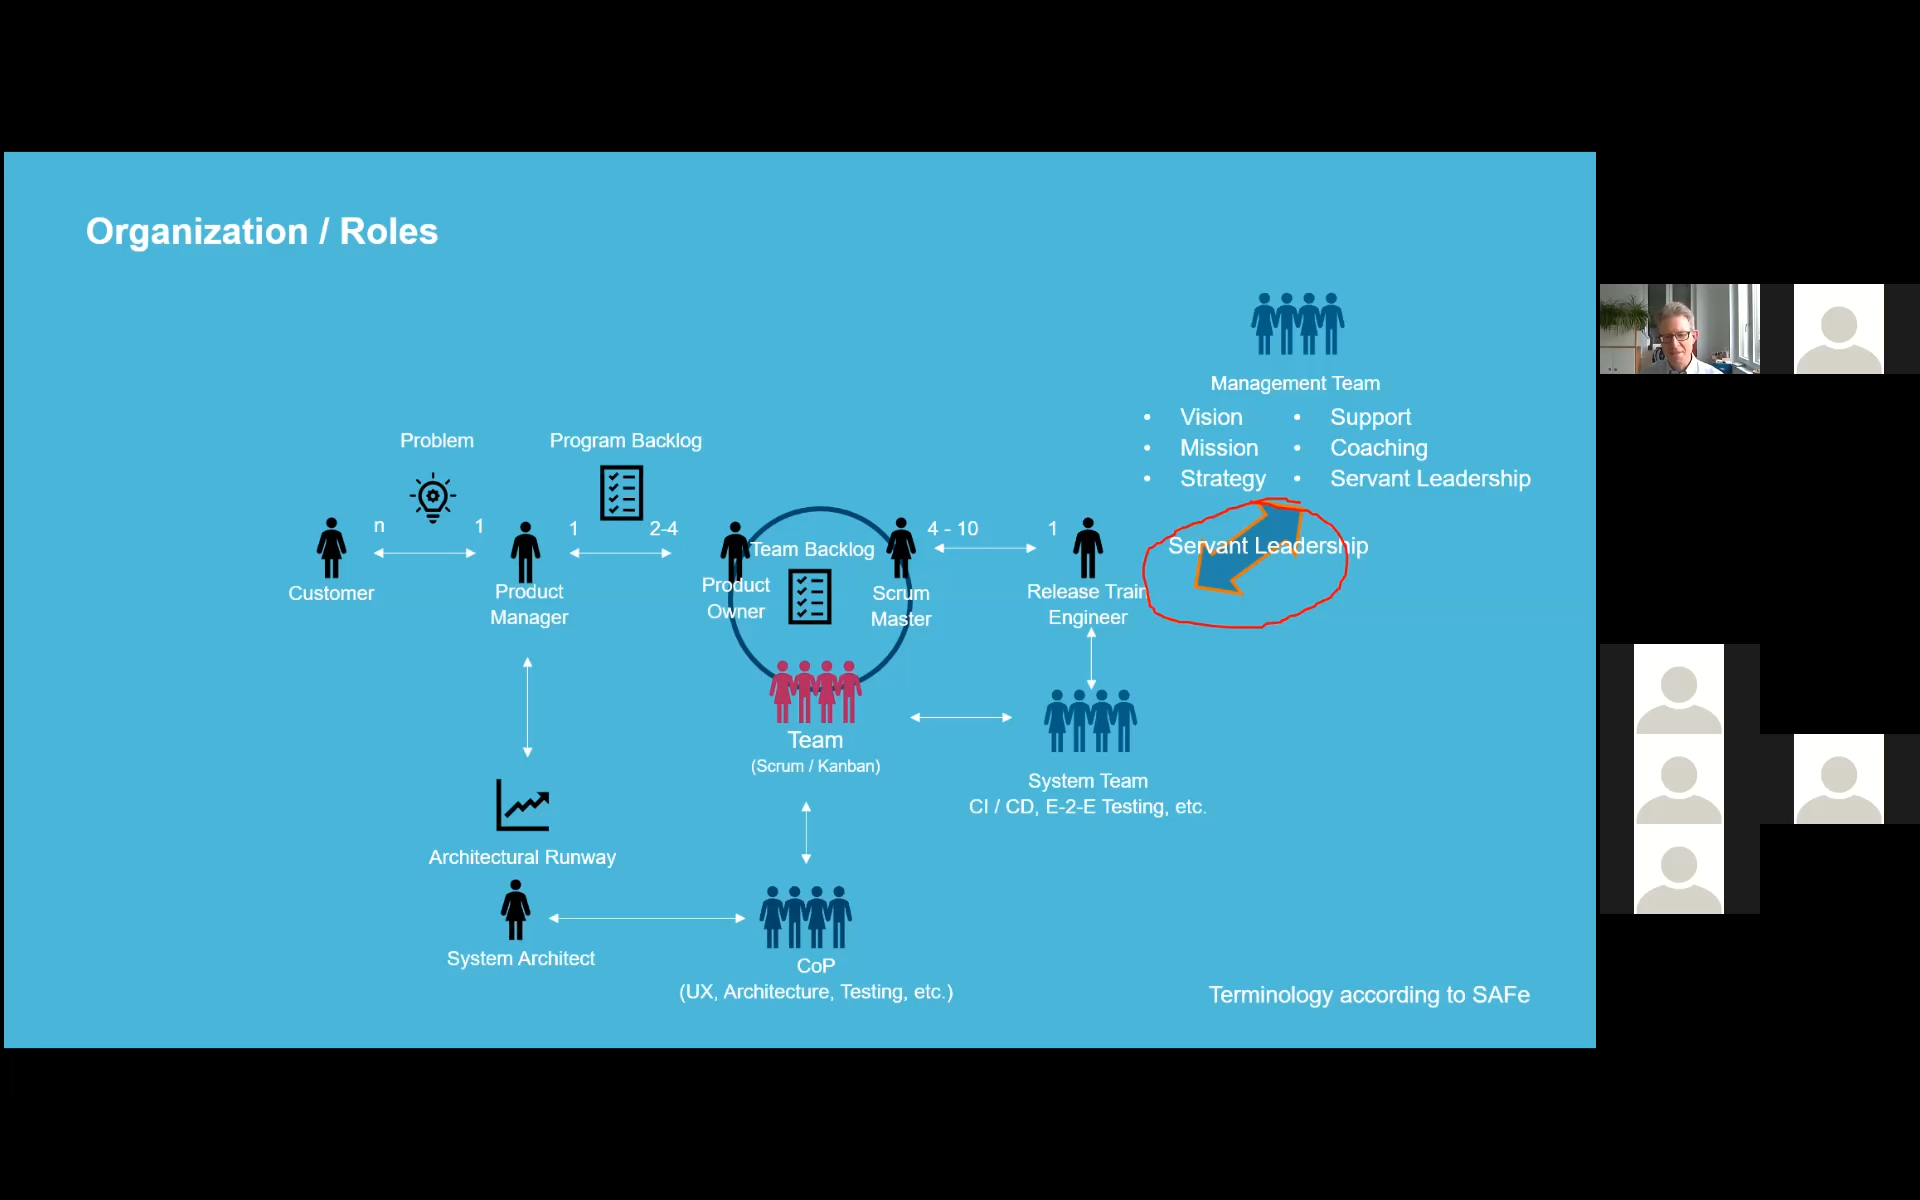 Organization / Roles
Management Team
• Vision
• Mission
• Strategy
• Support
• Coaching
• Servant Leadership
Servant Leadership
Problem
Program Backlog
n
1
1
2-4
4 - 10
1
Customer
Product
Manager
Product
Owner
Team Backlog
Scrum
Master
Release Train
Engineer
Team
(Scrum / Kanban)
System Team
CI / CD, E-2-E Testing, etc.
Architectural Runway
System Architect
CoP
(UX, Architecture, Testing, etc.)
Terminology according to SAFe